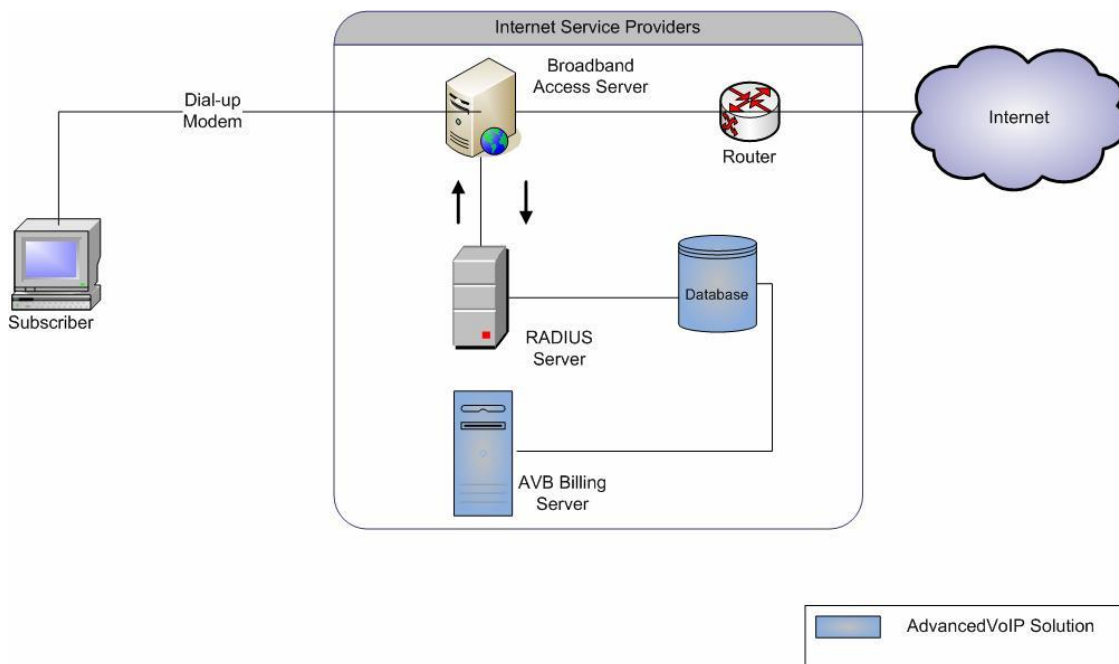 Internet Service Providers
Broadband
Access Server
Dial-up
Modem
Internet
Router
Subscriber
Database
RADIUS
Server
AVB Billing
Server
AdvancedVoIP Solution